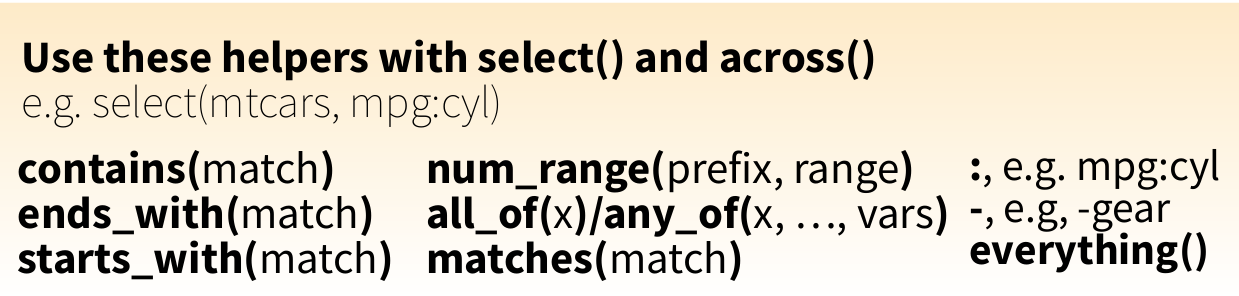 Use these helpers with select() and across()
e.g. select(mtcars, mpg:cyl)
contains(match)
ends_with(match)
starts_with(match)
num_range(prefix, range)
all_of(x)/any_of(x, …, vars)
matches(match)
:, e.g. mpg:cyl
-, e.g, -gear
everything()